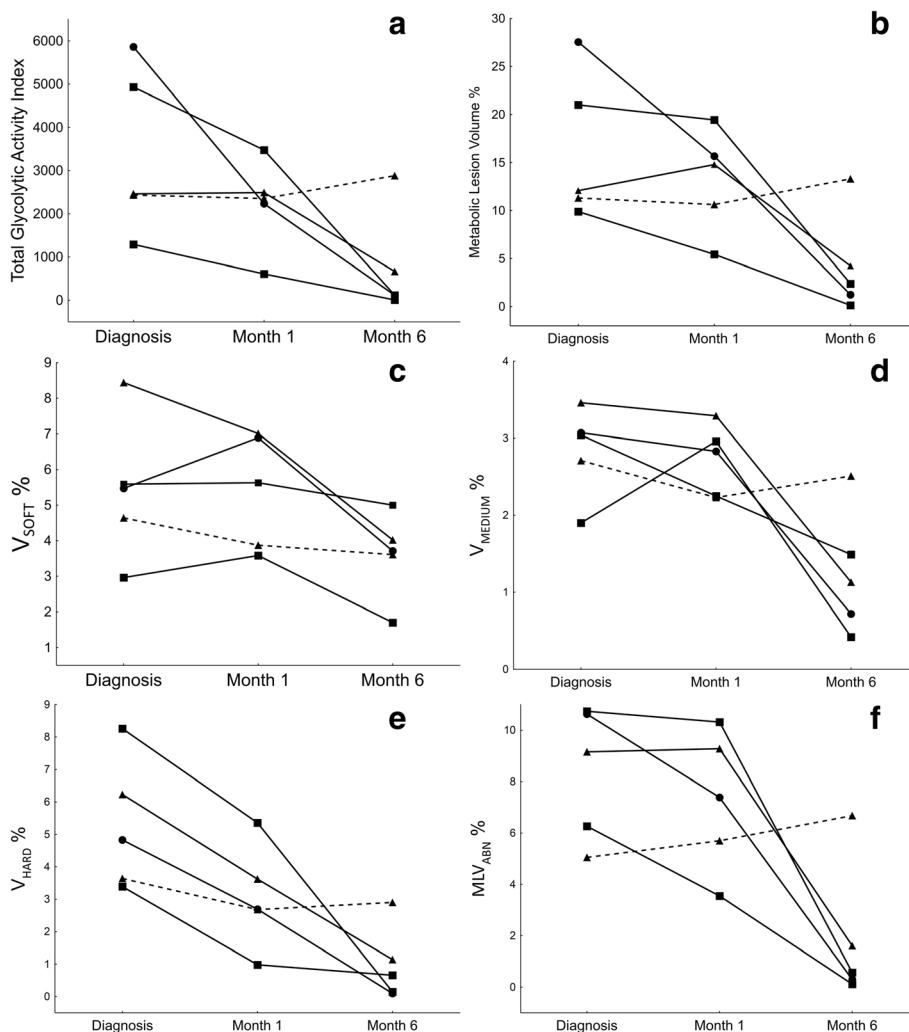 a
Total Glycolytic Activity Index
6000
5000
4000
3000
2000
1000
0
Diagnosis Month 1 Month 6
b
Metabolic Lesion Volume %
30
25
20
15
10
5
0
Diagnosis Month 1 Month 6
c
V_SOFT %
9
8
7
6
5
4
3
2
1
Diagnosis Month 1 Month 6
d
V_MEDIUM %
4
3
2
1
0
Diagnosis Month 1 Month 6
e
V_HARD %
9
8
7
6
5
4
3
2
1
0
Diagnosis Month 1 Month 6
f
MLV_ABN %
10
8
6
4
2
0
Diagnosis Month 1 Month 6